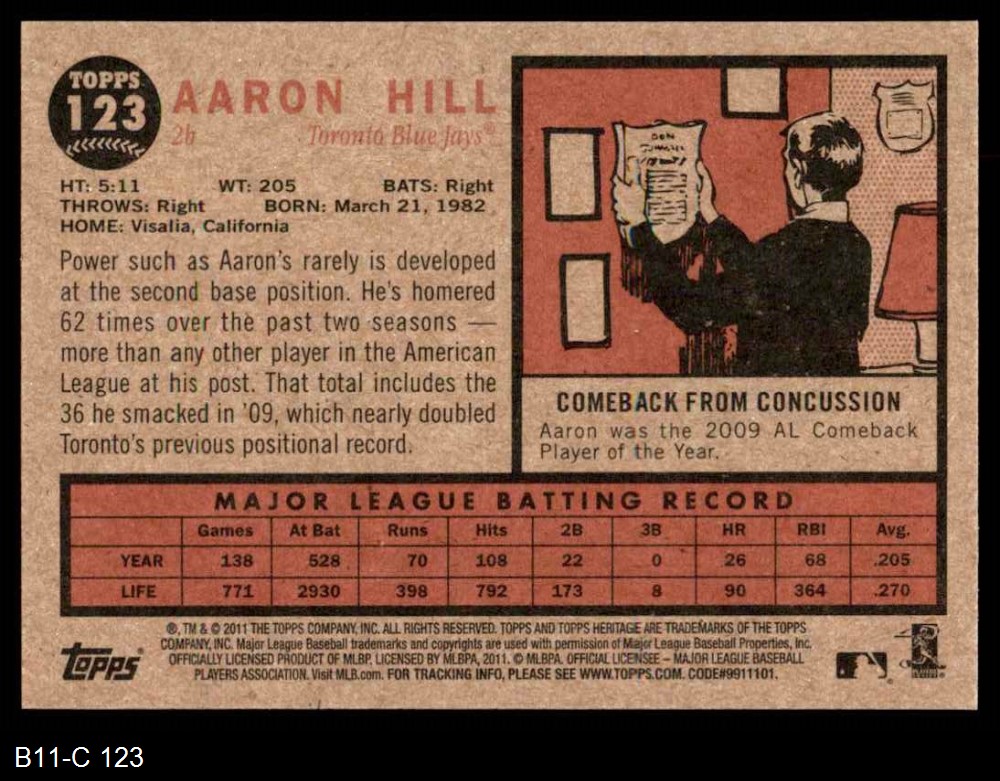 TOPPS
123
AARON HILL
2b Toronto Blue Jays®
HT: 5:11 WT: 205 BATS: Right
THROWS: Right BORN: March 21, 1982
HOME: Visalia, California
Power such as Aaron's rarely is developed
at the second base position. He's homered
62 times over the past two seasons —
more than any other player in the American
League at his post. That total includes the
36 he smacked in '09, which nearly doubled
Toronto's previous positional record.
COMEBACK FROM CONCUSSION
Aaron was the 2009 AL Comeback
Player of the Year.
MAJOR LEAGUE BATTING RECORD
Games At Bat Runs Hits 2B 3B HR RBI Avg.
YEAR 138 528 70 108 22 0 26 68 .205
LIFE 771 2930 398 792 173 8 90 364 .270
®, TM & © 2011 THE TOPPS COMPANY, INC. ALL RIGHTS RESERVED. TOPPS AND TOPPS HERITAGE ARE TRADEMARKS OF THE TOPPS
COMPANY, INC. Major League Baseball trademarks and copyrights are used with permission of Major League Baseball Properties, Inc.
OFFICIALLY LICENSED PRODUCT OF MLBP, LICENSED BY MLBPA, 2011. © MLBPA. OFFICIAL LICENSEE – MAJOR LEAGUE BASEBALL
PLAYERS ASSOCIATION. Visit MLB.com. FOR TRACKING INFO, PLEASE SEE WWW.TOPPS.COM. CODE#9911101.
Topps®
B11-C 123